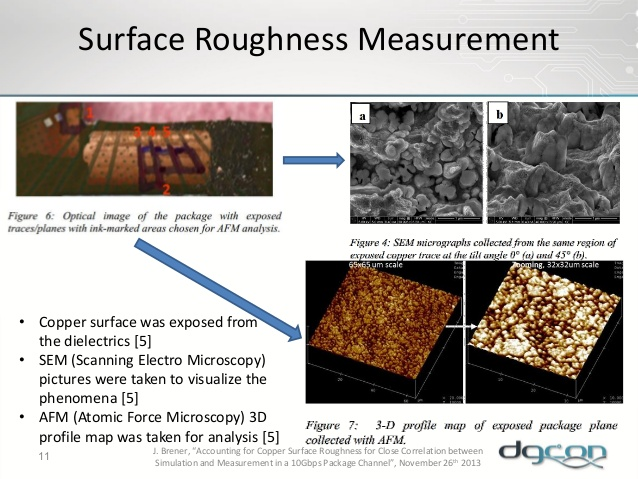 Surface Roughness Measurement
1
3 4 5
2
Figure 6: Optical image of the package with exposed
traces/planes with ink-marked areas chosen for AFM analysis.
a
b
Figure 4: SEM micrographs collected from the same region of
exposed copper trace at the tilt angle 0° (a) and 45° (b).
65x65 um scale
Zooming, 32x32um scale
• Copper surface was exposed from
the dielectrics [5]
• SEM (Scanning Electro Microscopy)
pictures were taken to visualize the
phenomena [5]
• AFM (Atomic Force Microscopy) 3D
profile map was taken for analysis [5]
Figure 7: 3-D profile map of exposed package plane
collected with AFM.
11
J. Brener, “Accounting for Copper Surface Roughness for Close Correlation between
Simulation and Measurement in a 10Gbps Package Channel”, November 26th 2013
dgcon